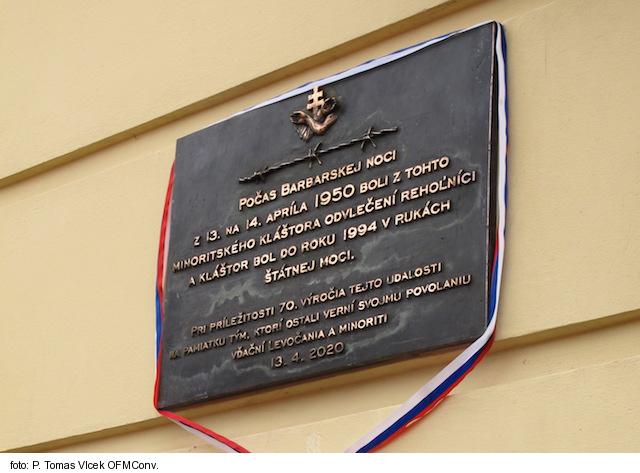 Počas Barbarskej noci
z 13. na 14. apríla 1950 boli z tohto
minoritského kláštora odvlečení rehoľníci
a kláštor bol do roku 1994 v rukách
štátnej moci.
Pri príležitosti 70. výročia tejto udalosti
na pamiatku tým, ktorí ostali verní svojmu povolaniu
vďační Levočania a minoriti
13. 4. 2020
foto: P. Tomas Vlcek OFMConv.